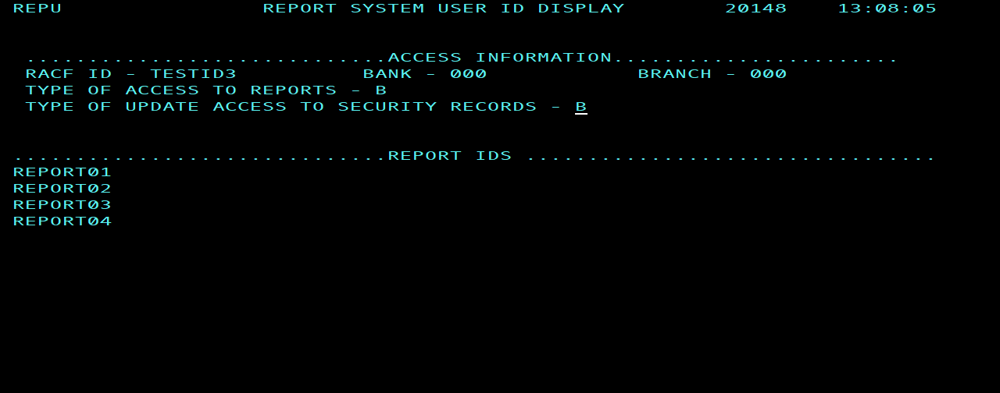 REPU REPORT SYSTEM USER ID DISPLAY 20148 13:08:05
.............................ACCESS INFORMATION.......................
RACF ID - TESTID3 BANK - 000 BRANCH - 000
TYPE OF ACCESS TO REPORTS - B
TYPE OF UPDATE ACCESS TO SECURITY RECORDS - B
..............................REPORT IDS .................................
REPORT01
REPORT02
REPORT03
REPORT04